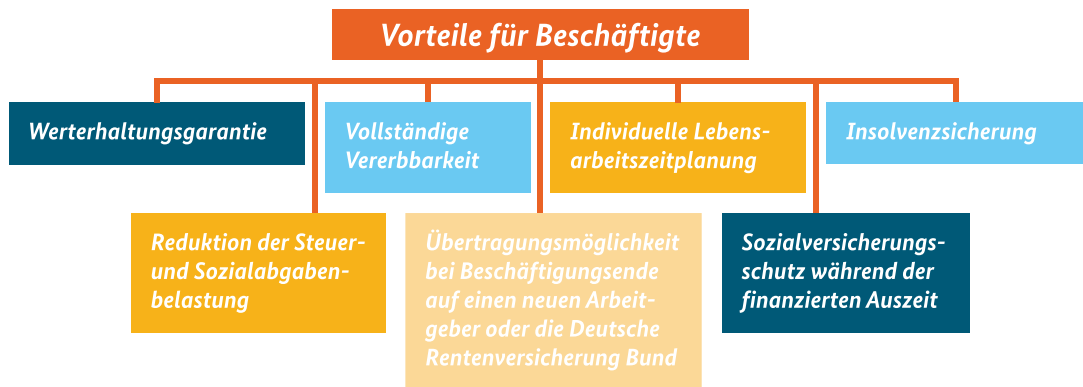 Vorteile für Beschäftigte
Werterhaltungsgarantie
Vollständige
Vererbbarkeit
Individuelle Lebens-
arbeitszeitplanung
Insolvenzsicherung
Reduktion der Steuer-
und Sozialabgaben-
belastung
Übertragungsmöglichkeit
bei Beschäftigungsende
auf einen neuen Arbeit-
geber oder die Deutsche
Rentenversicherung Bund
Sozialversicherungs-
schutz während der
finanzierten Auszeit